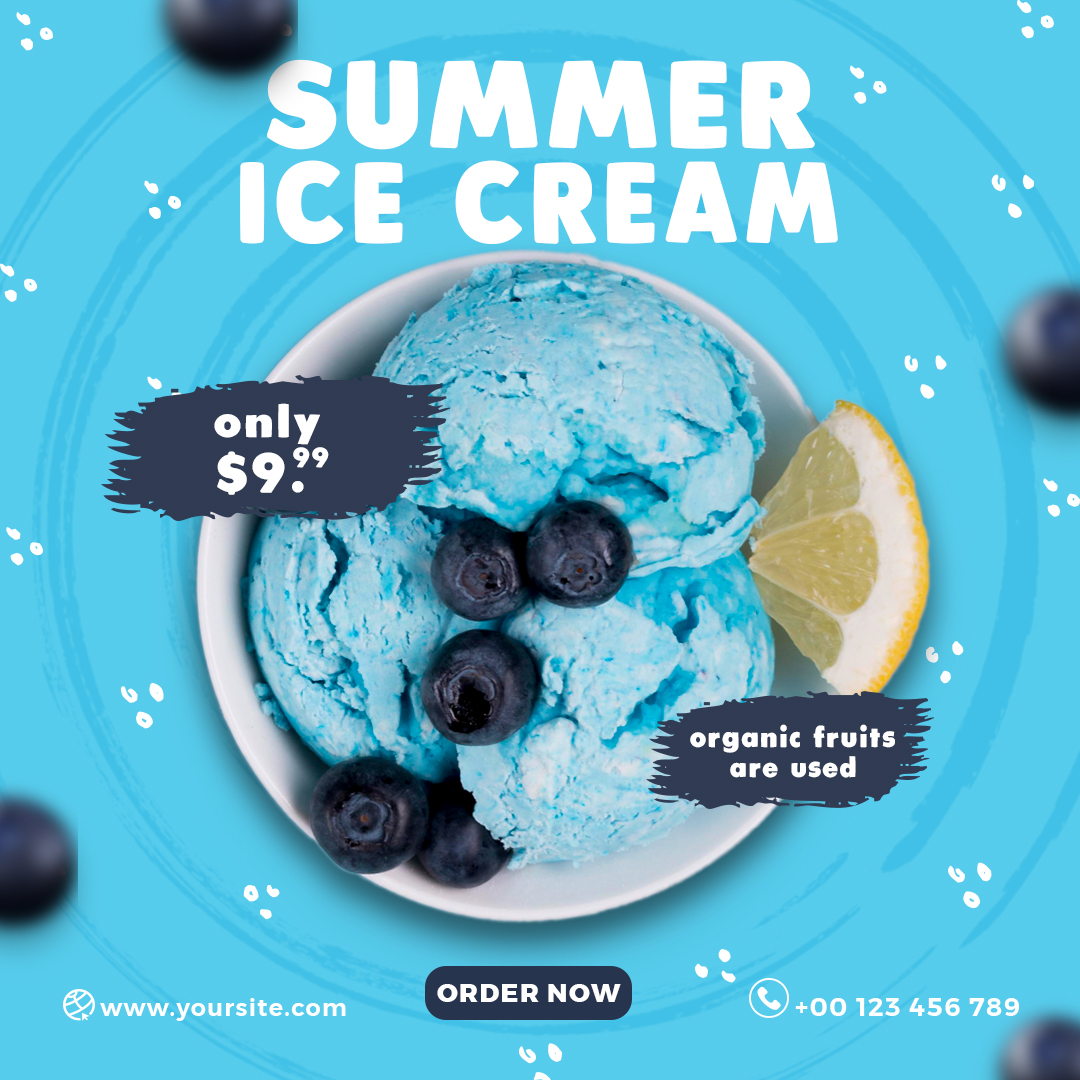 SUMMER
ICE CREAM
only
$9.99
organic fruits
are used
ORDER NOW
www.yoursite.com
+00 123 456 789